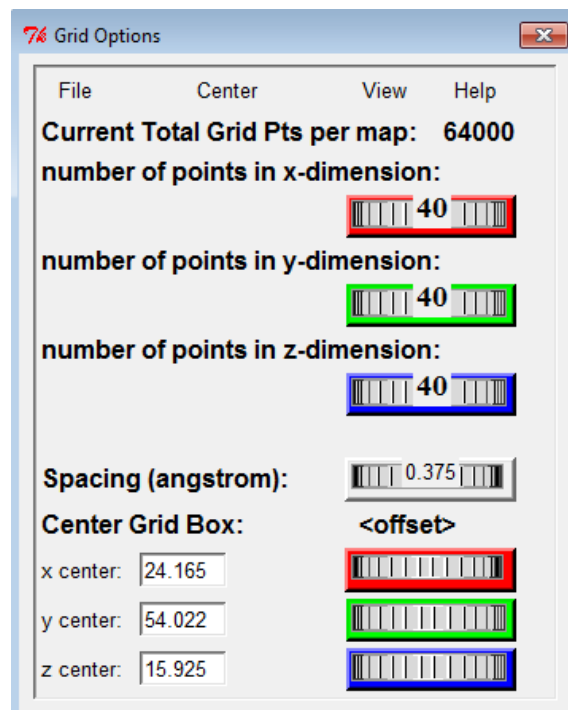 Grid Options
File Center View Help
Current Total Grid Pts per map: 64000
number of points in x-dimension:
40
number of points in y-dimension:
40
number of points in z-dimension:
40
Spacing (angstrom): 0.375
Center Grid Box: <offset>
x center: 24.165
y center: 54.022
z center: 15.925